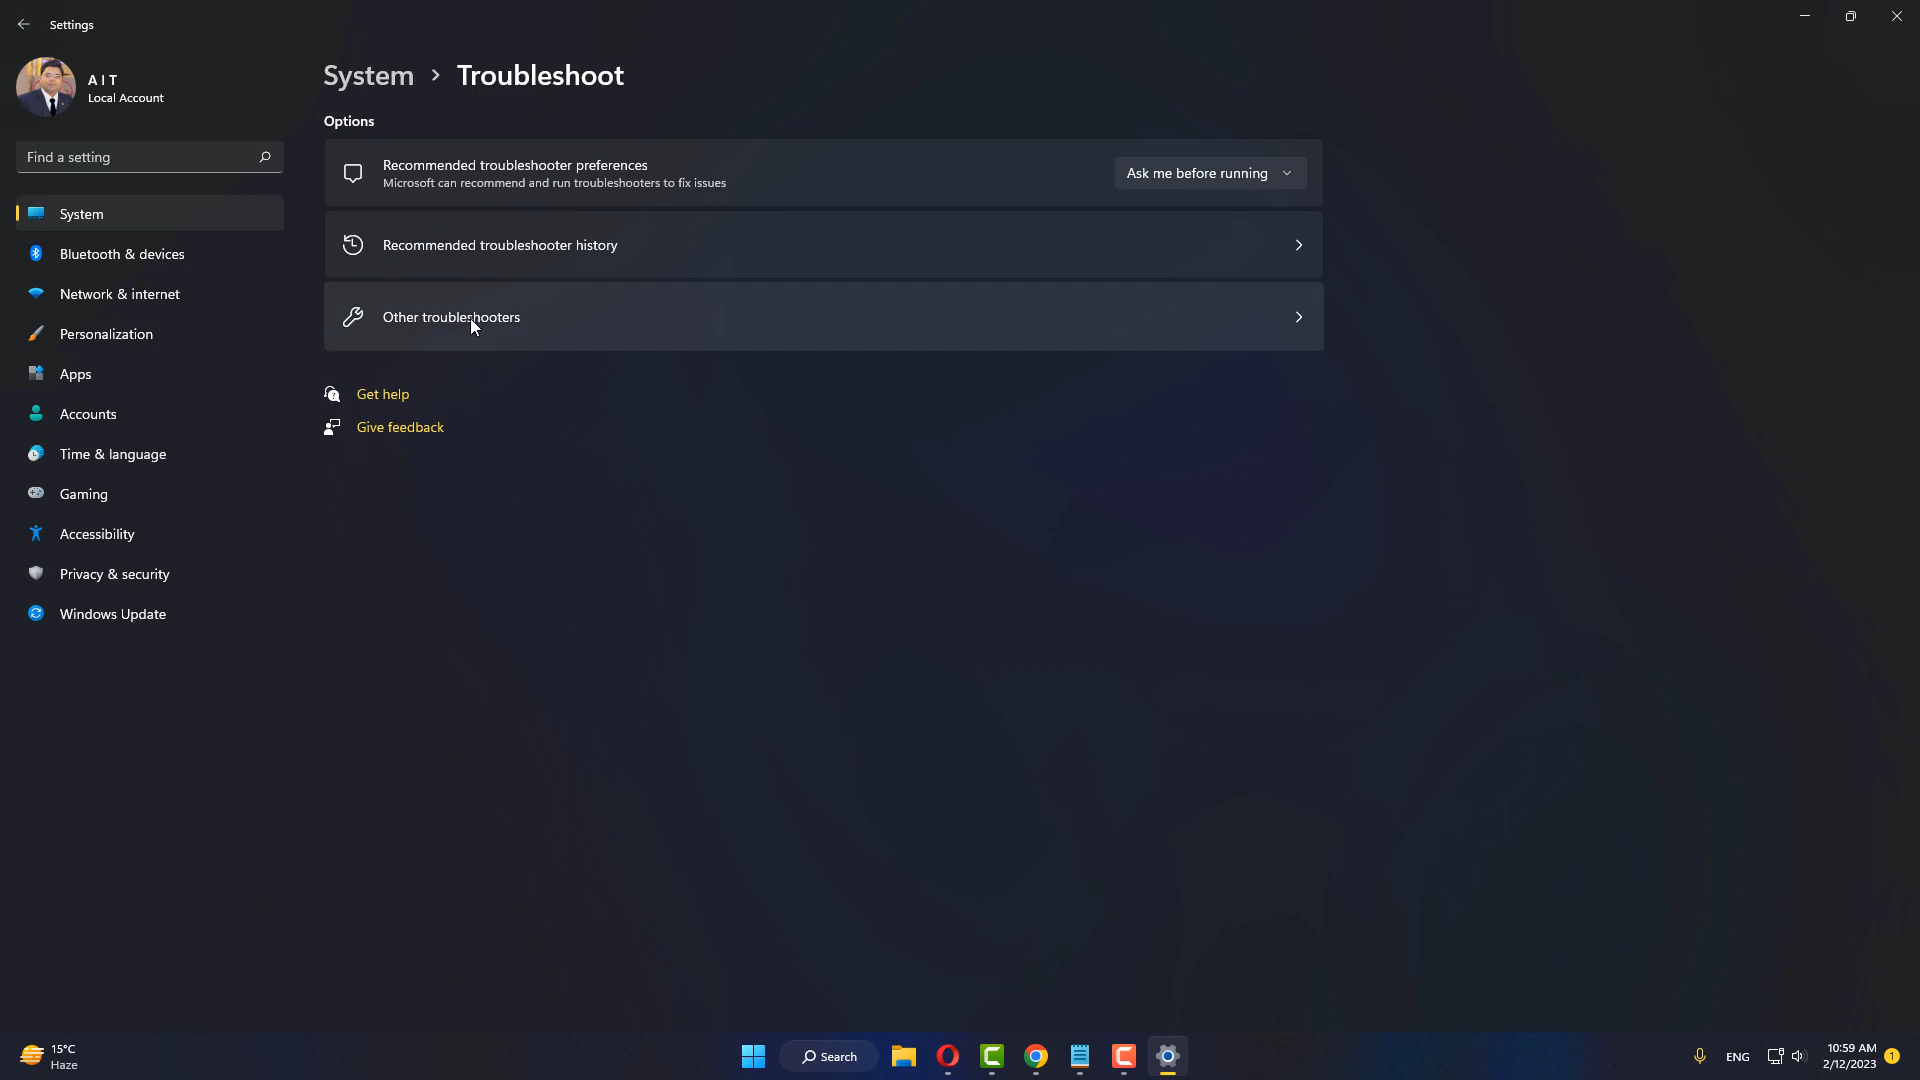 Settings
A I T
Local Account
Find a setting
System
Bluetooth & devices
Network & internet
Personalization
Apps
Accounts
Time & language
Gaming
Accessibility
Privacy & security
Windows Update
System > Troubleshoot
Options
Recommended troubleshooter preferences
Microsoft can recommend and run troubleshooters to fix issues
Ask me before running
Recommended troubleshooter history
Other troubleshooters
Get help
Give feedback
15°C
Haze
Search
ENG
10:59 AM
2/12/2023
1